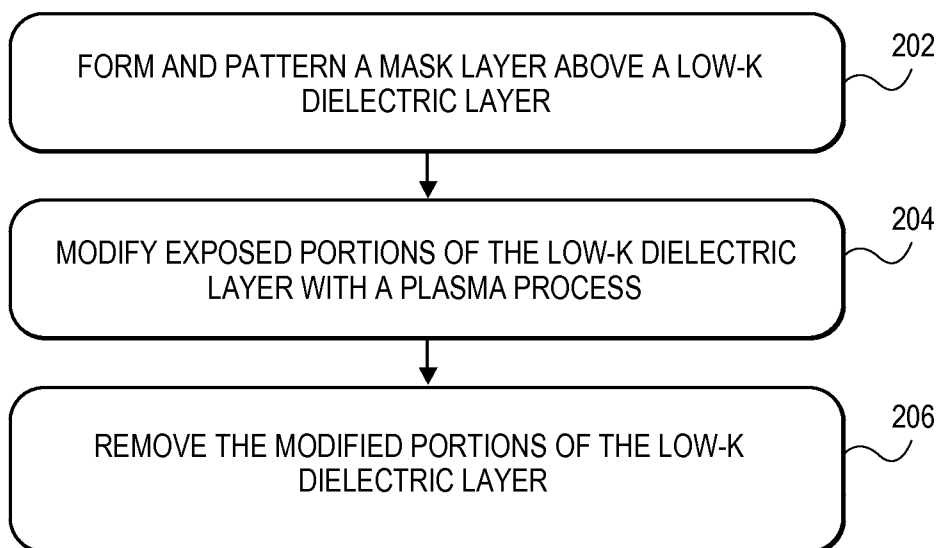 FORM AND PATTERN A MASK LAYER ABOVE A LOW-K
DIELECTRIC LAYER
202
MODIFY EXPOSED PORTIONS OF THE LOW-K DIELECTRIC
LAYER WITH A PLASMA PROCESS
204
REMOVE THE MODIFIED PORTIONS OF THE LOW-K
DIELECTRIC LAYER
206